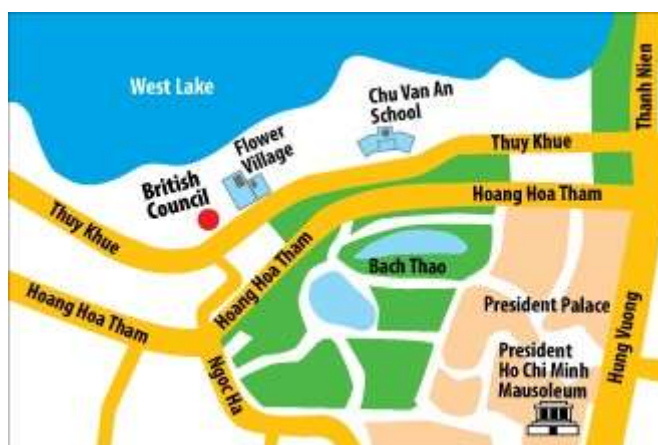 West Lake
Chu Van An
School
Thanh Nien
Flower
Village
Thuy Khue
British
Council
Hoang Hoa Tham
Thuy Khue
Hoang Hoa Tham
Bach Thao
Hoang Hoa Tham
President Palace
President
Ho Chi Minh
Mausoleum
Hung Vuong
Ngoc Ha